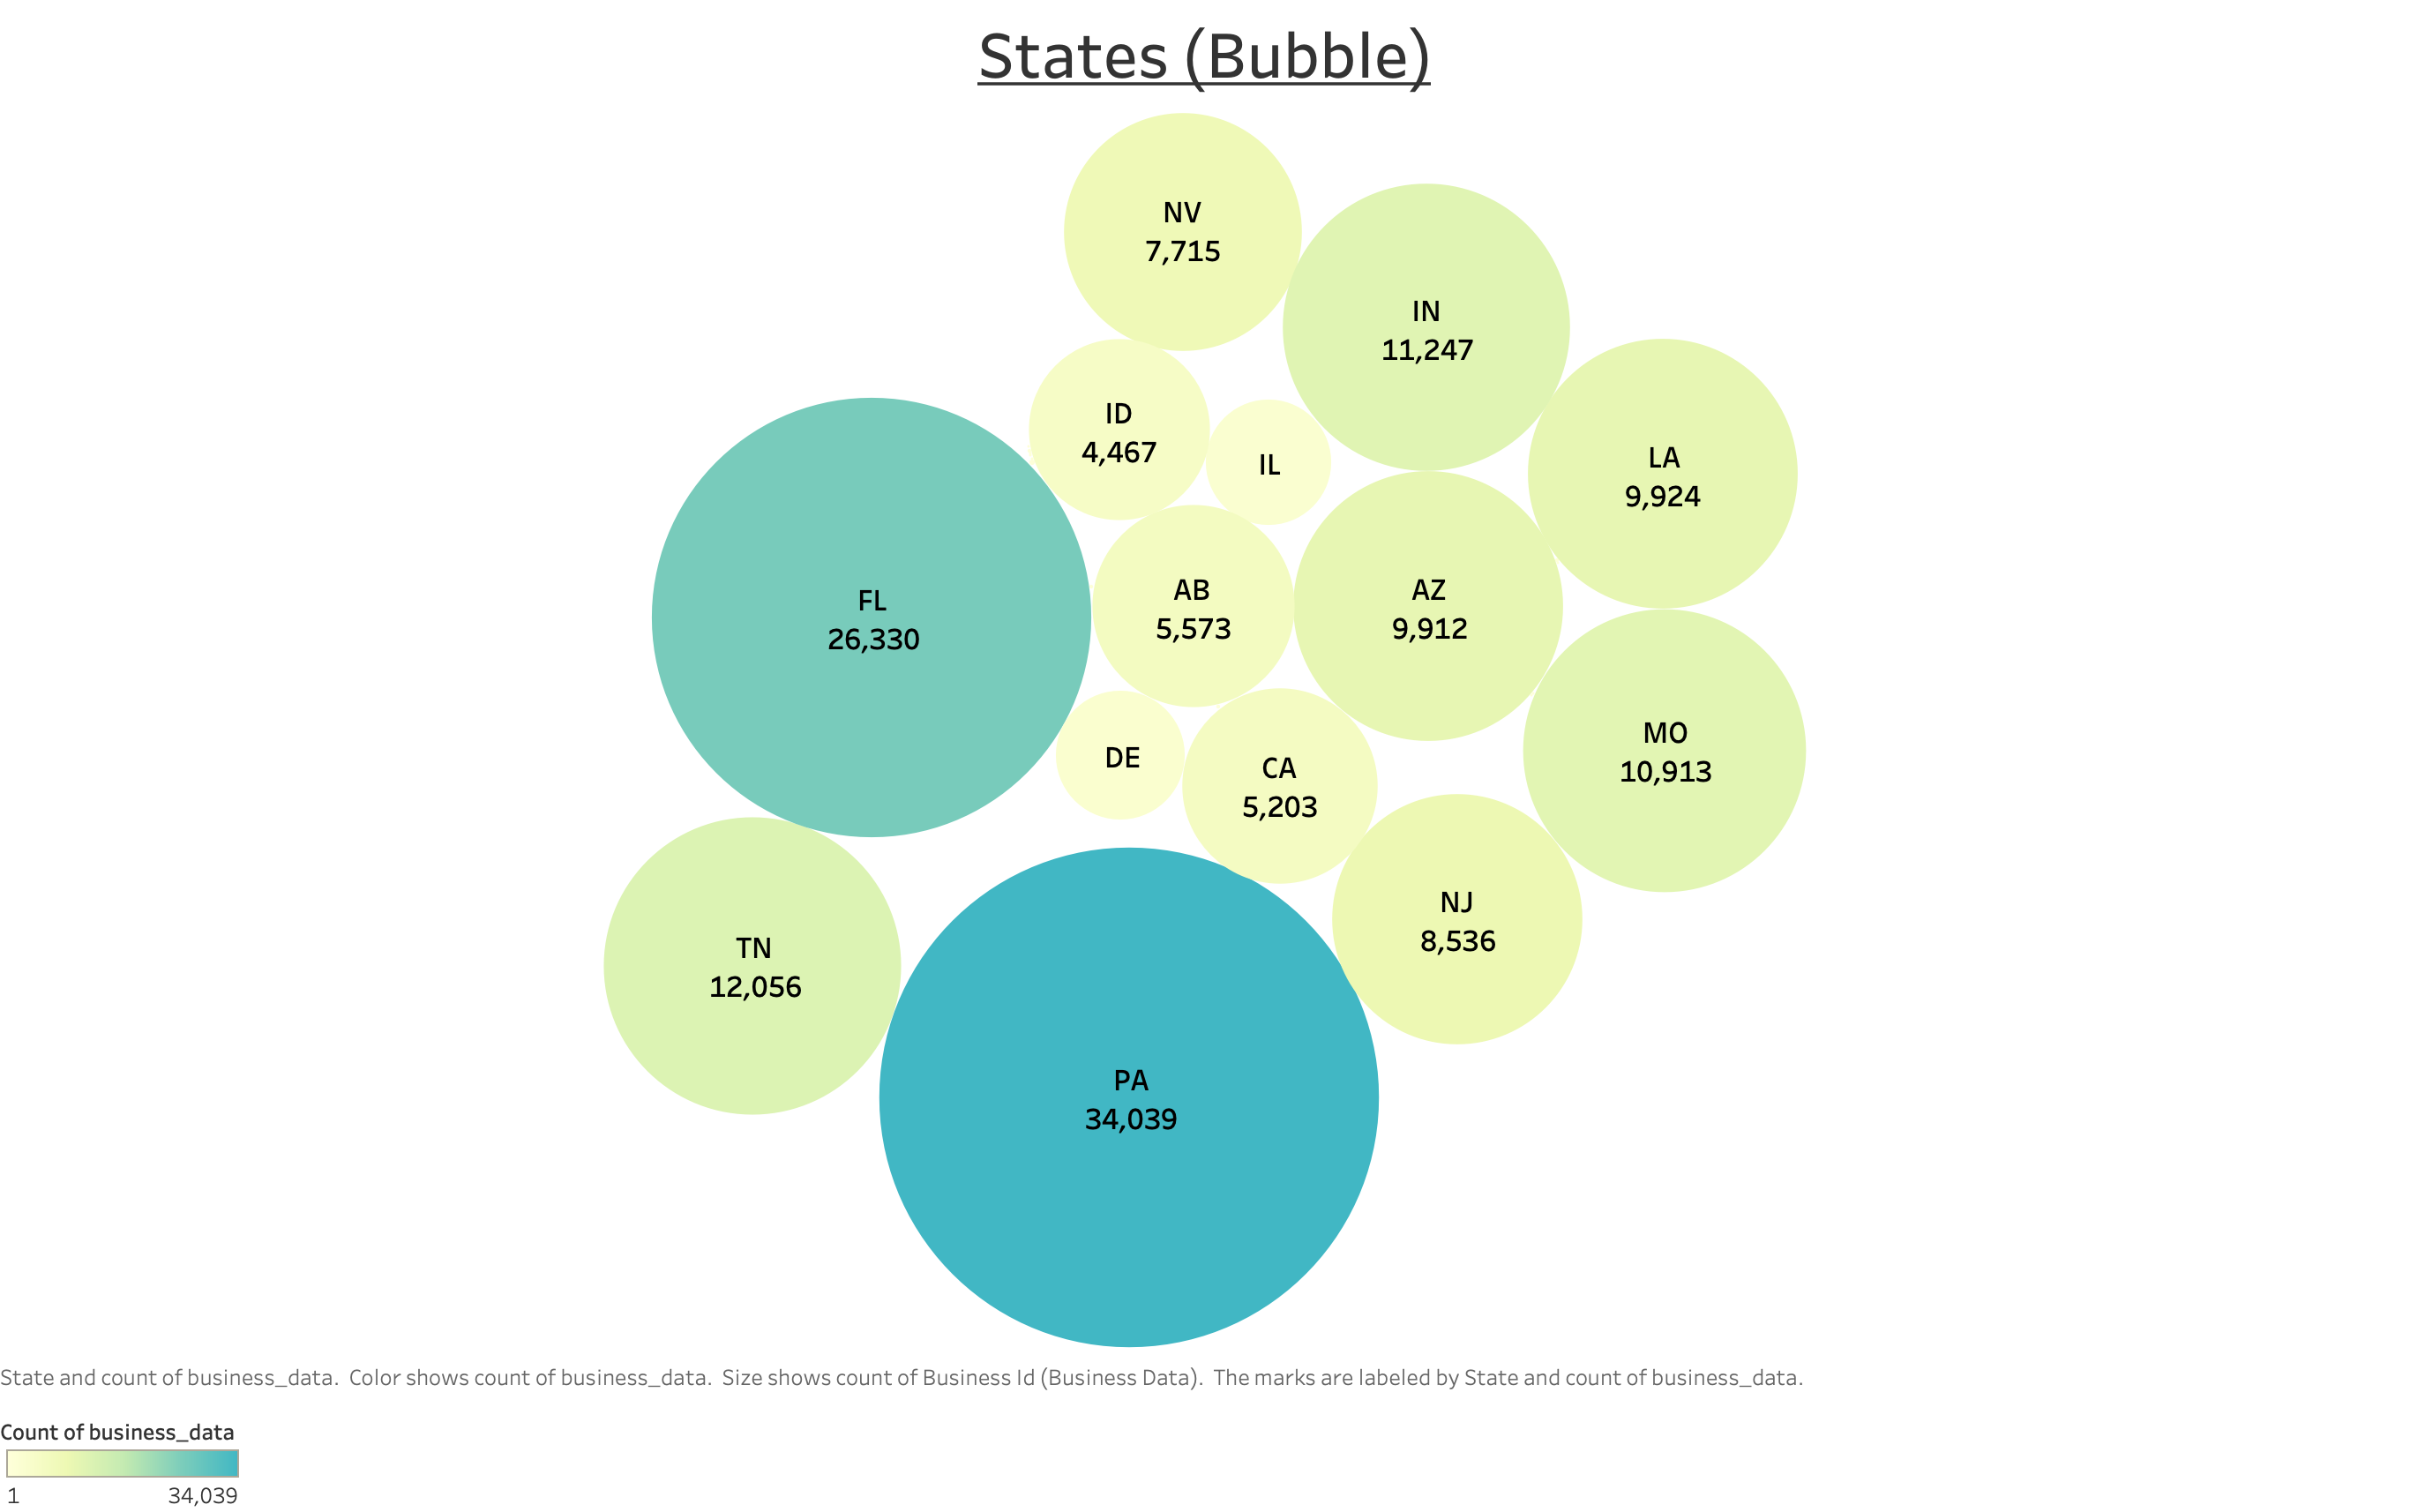 States (Bubble)
NV
7,715
IN
11,247
ID
4,467
IL
LA
9,924
FL
26,330
AB
5,573
AZ
9,912
DE
CA
5,203
MO
10,913
NJ
8,536
TN
12,056
PA
34,039
State and count of business_data. Color shows count of business_data. Size shows count of Business Id (Business Data). The marks are labeled by State and count of business_data.
Count of business_data
1 34,039